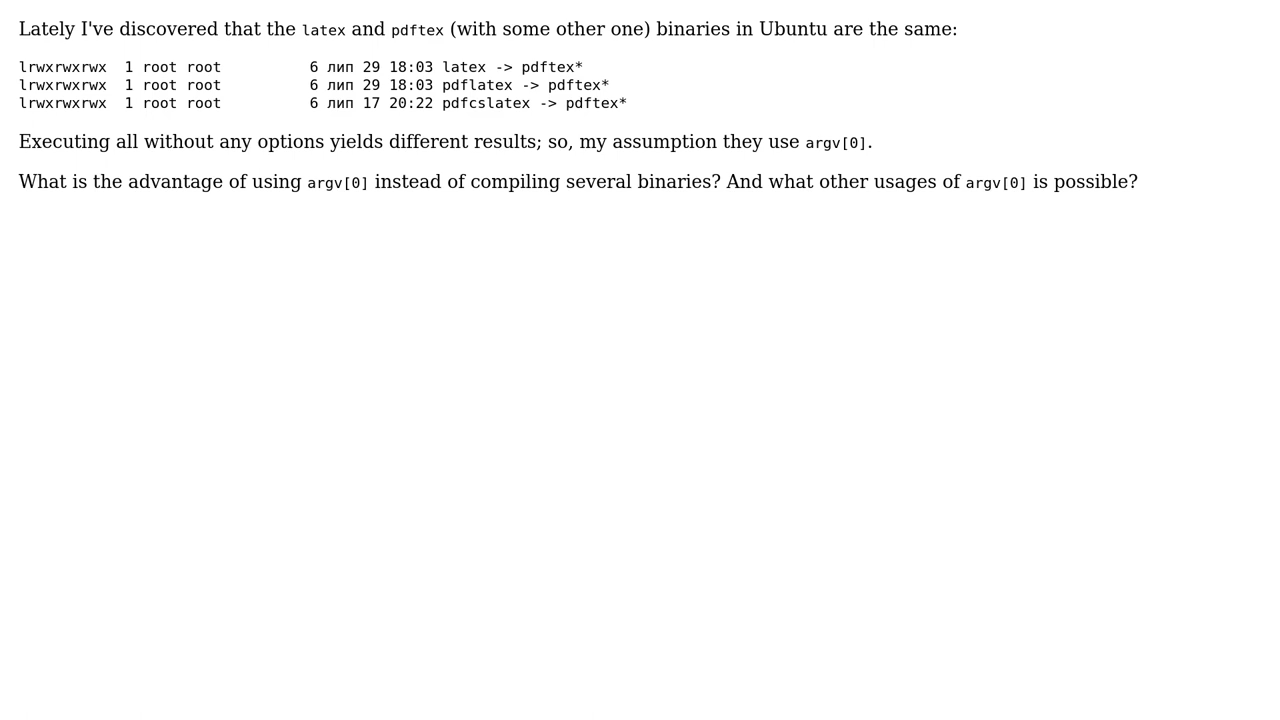 Lately I've discovered that the latex and pdftex (with some other one) binaries in Ubuntu are the same:
lrwxrwxrwx  1 root root          6 лип 29 18:03 latex -> pdftex*
lrwxrwxrwx  1 root root          6 лип 29 18:03 pdflatex -> pdftex*
lrwxrwxrwx  1 root root          6 лип 17 20:22 pdfcslatex -> pdftex*
Executing all without any options yields different results; so, my assumption they use argv[0].
What is the advantage of using argv[0] instead of compiling several binaries? And what other usages of argv[0] is possible?